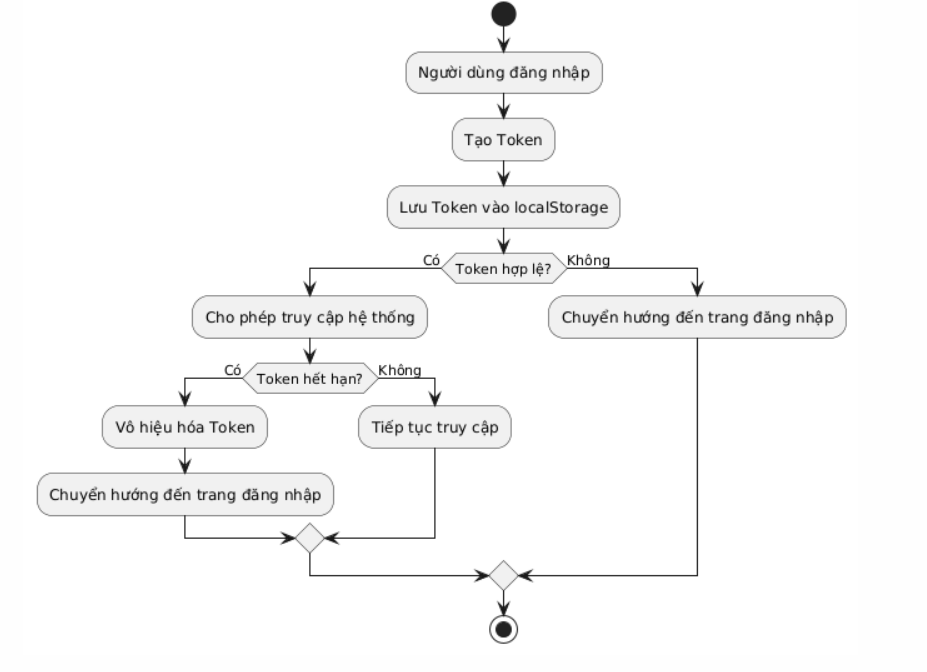 Người dùng đăng nhập
Tạo Token
Lưu Token vào localStorage
Có
Token hợp lệ?
Không
Cho phép truy cập hệ thống
Chuyển hướng đến trang đăng nhập
Có
Token hết hạn?
Không
Vô hiệu hóa Token
Tiếp tục truy cập
Chuyển hướng đến trang đăng nhập